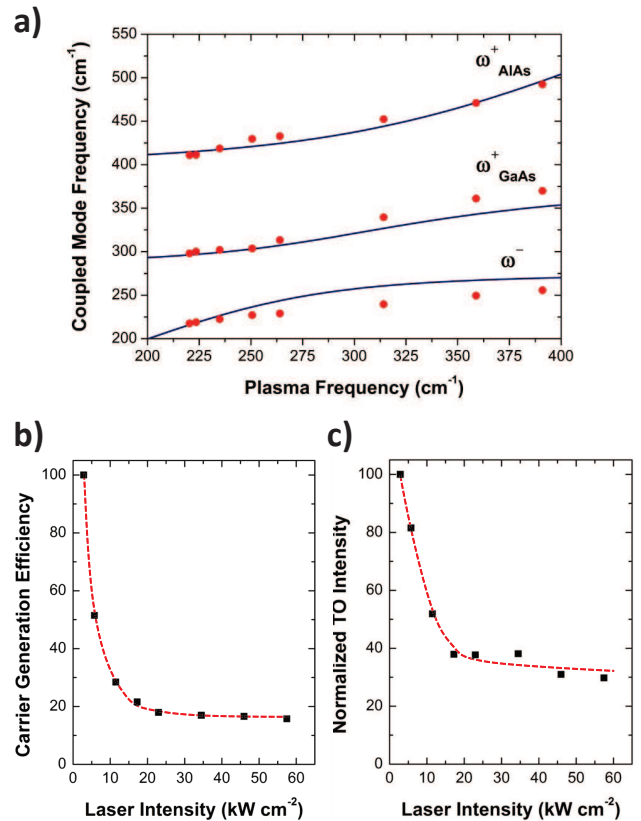 a)
Coupled Mode Frequency (cm⁻¹)
550
500
450
400
350
300
250
200
ω⁺ AlAs
ω⁺ GaAs
ω⁻
200 225 250 275 300 325 350 375 400
Plasma Frequency (cm⁻¹)
b)
Carrier Generation Efficiency
100
80
60
40
20
0
0 10 20 30 40 50 60
Laser Intensity (kW cm⁻²)
c)
Normalized TO Intensity
100
80
60
40
20
0
0 10 20 30 40 50 60
Laser Intensity (kW cm⁻²)